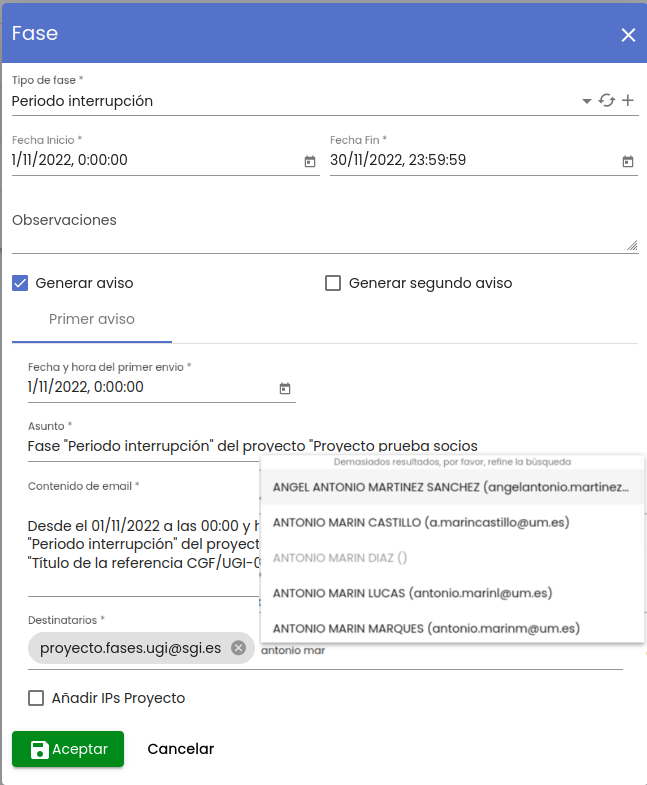 Fase
Tipo de fase *
Periodo interrupción
Fecha Inicio *
Fecha Fin *
1/11/2022, 0:00:00
30/11/2022, 23:59:59
Observaciones
Generar aviso
Generar segundo aviso
Primer aviso
Fecha y hora del primer envio *
1/11/2022, 0:00:00
Asunto *
Fase "Periodo interrupción" del proyecto "Proyecto prueba socios
Demasiados resultados, por favor, refine la búsqueda
ANGEL ANTONIO MARTINEZ SANCHEZ (angelantonio.martinez...
ANTONIO MARIN CASTILLO (a.marincastillo@um.es)
ANTONIO MARIN DIAZ ()
ANTONIO MARIN LUCAS (antonio.marinl@um.es)
ANTONIO MARIN MARQUES (antonio.marinm@um.es)
Contenido de email *
Desde el 01/11/2022 a las 00:00 y h
"Periodo interrupción" del proyect
"Título de la referencia CGF/UGI-0
Destinatarios *
proyecto.fases.ugi@sgi.es
antonio mar
Añadir IPs Proyecto
Aceptar
Cancelar